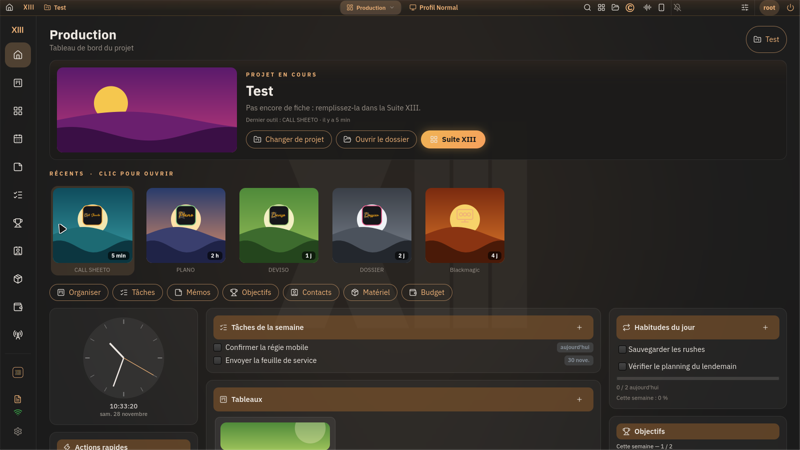 XIII
Test
Production
Profil Normal
root
XIII
Production
Tableau de bord du projet
Test
PROJET EN COURS
Test
Pas encore de fiche : remplissez-la dans la Suite XIII.
Dernier outil : CALL SHEETO · il y a 5 min
Changer de projet
Ouvrir le dossier
Suite XIII
RÉCENTS · CLIC POUR OUVRIR
5 min
2 h
1 j
2 j
4 j
CALL SHEETO
PLANO
DEVISO
DOSSIER
Blackmagic
Organiser
Tâches
Mémos
Objectifs
Contacts
Matériel
Budget
10:33:20
sam. 28 novembre
Actions rapides
Tâches de la semaine
+
Confirmer la régie mobile
aujourd'hui
Envoyer la feuille de service
30 nove.
Tableaux
+
Habitudes du jour
+
Sauvegarder les rushes
Vérifier le planning du lendemain
0 / 2 aujourd'hui
Cette semaine : 0 %
Objectifs
Cette semaine — 1 / 2